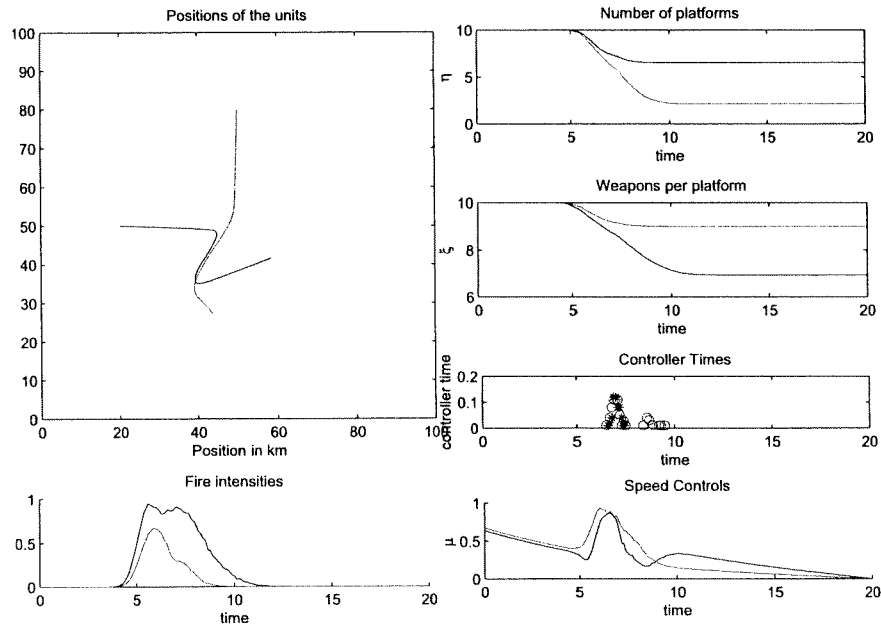 Positions of the units
100
90
80
70
60
50
40
30
20
10
0
0 20 40 60 80 100
Position in km
Number of platforms
10
5
0
η
0 5 10 15 20
time
Weapons per platform
10
8
6
ξ
0 5 10 15 20
time
Controller Times
0.2
0.1
0
controller time
0 5 10 15 20
time
Fire intensities
1
0.5
0
0 5 10 15 20
time
Speed Controls
1
0.5
0
μ
0 5 10 15 20
time